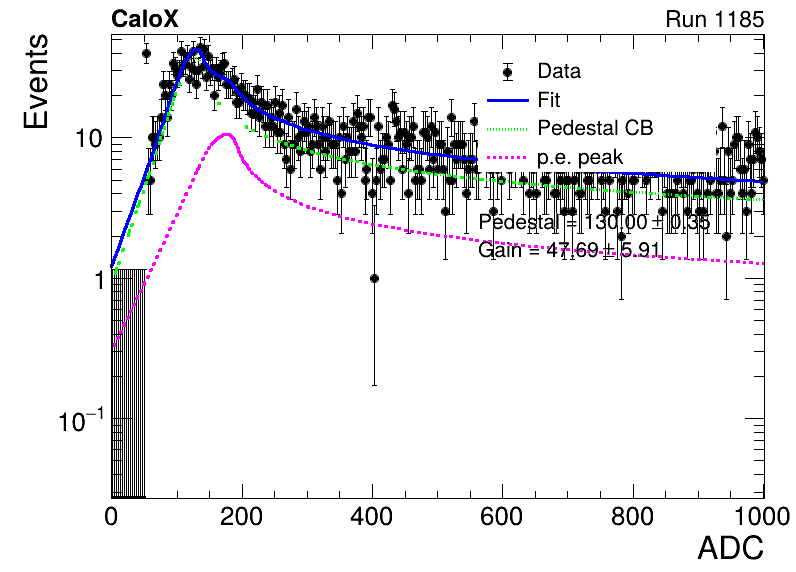 CaloX
Run 1185
Events
Data
Fit
Pedestal CB
p.e. peak
Pedestal = 130.00 ± 0.35
Gain = 47.69 ± 5.91
10
1
10⁻¹
0 200 400 600 800 1000
ADC